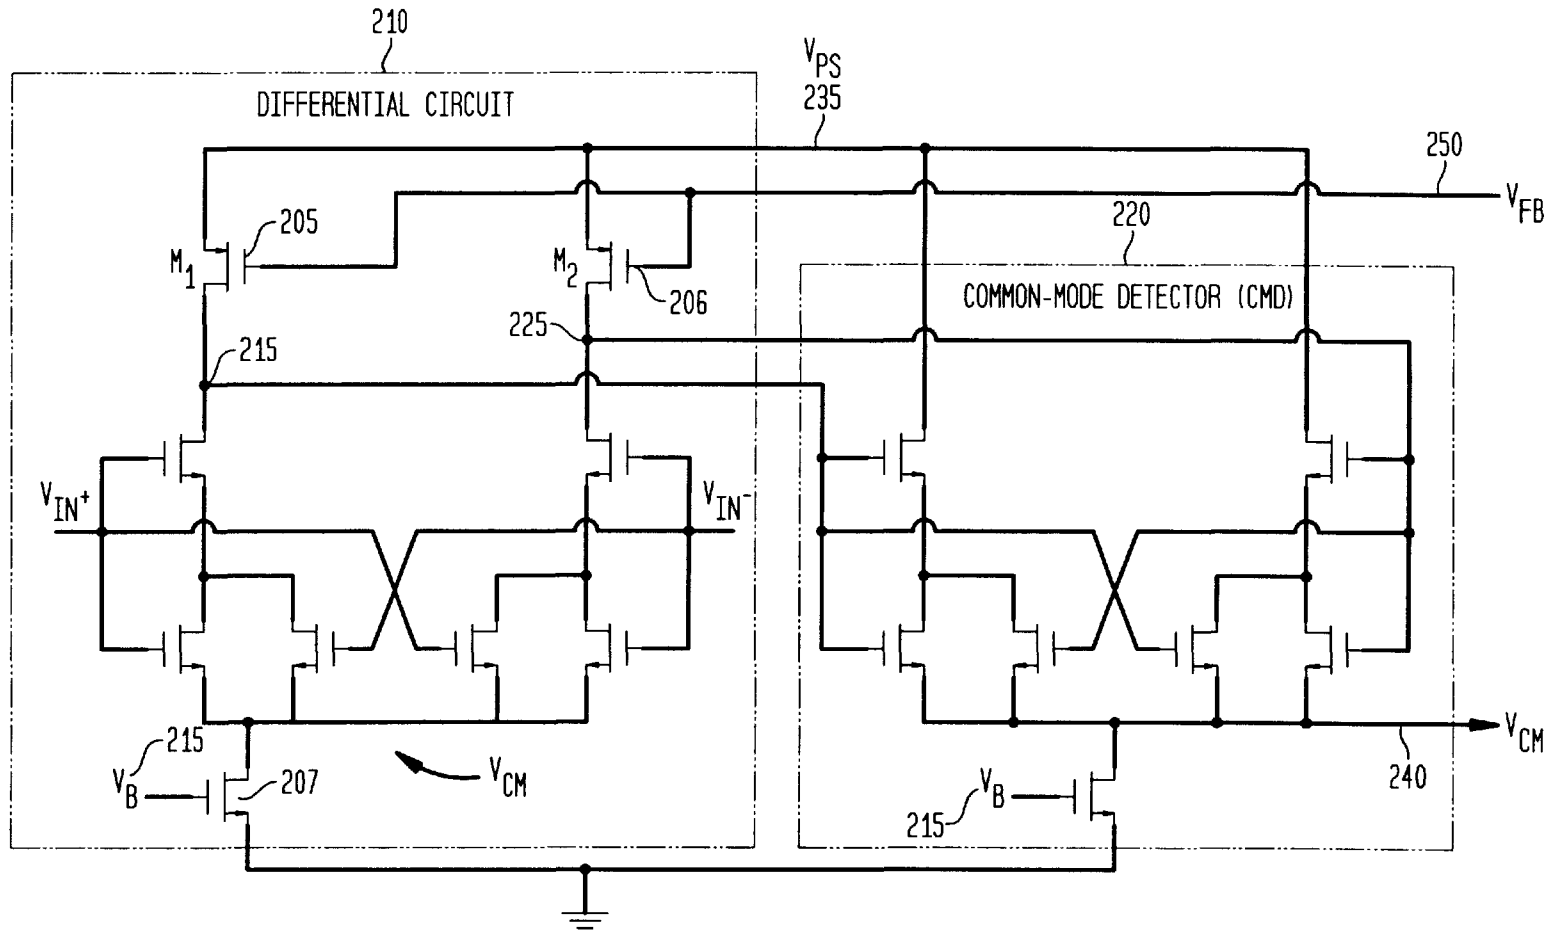 210
V_PS
235
DIFFERENTIAL CIRCUIT
250
V_FB
220
205
M_1
M_2
206
COMMON-MODE DETECTOR (CMD)
225
215
V_IN+
V_IN-
215
V_B
207
V_CM
V_B
215
240
V_CM